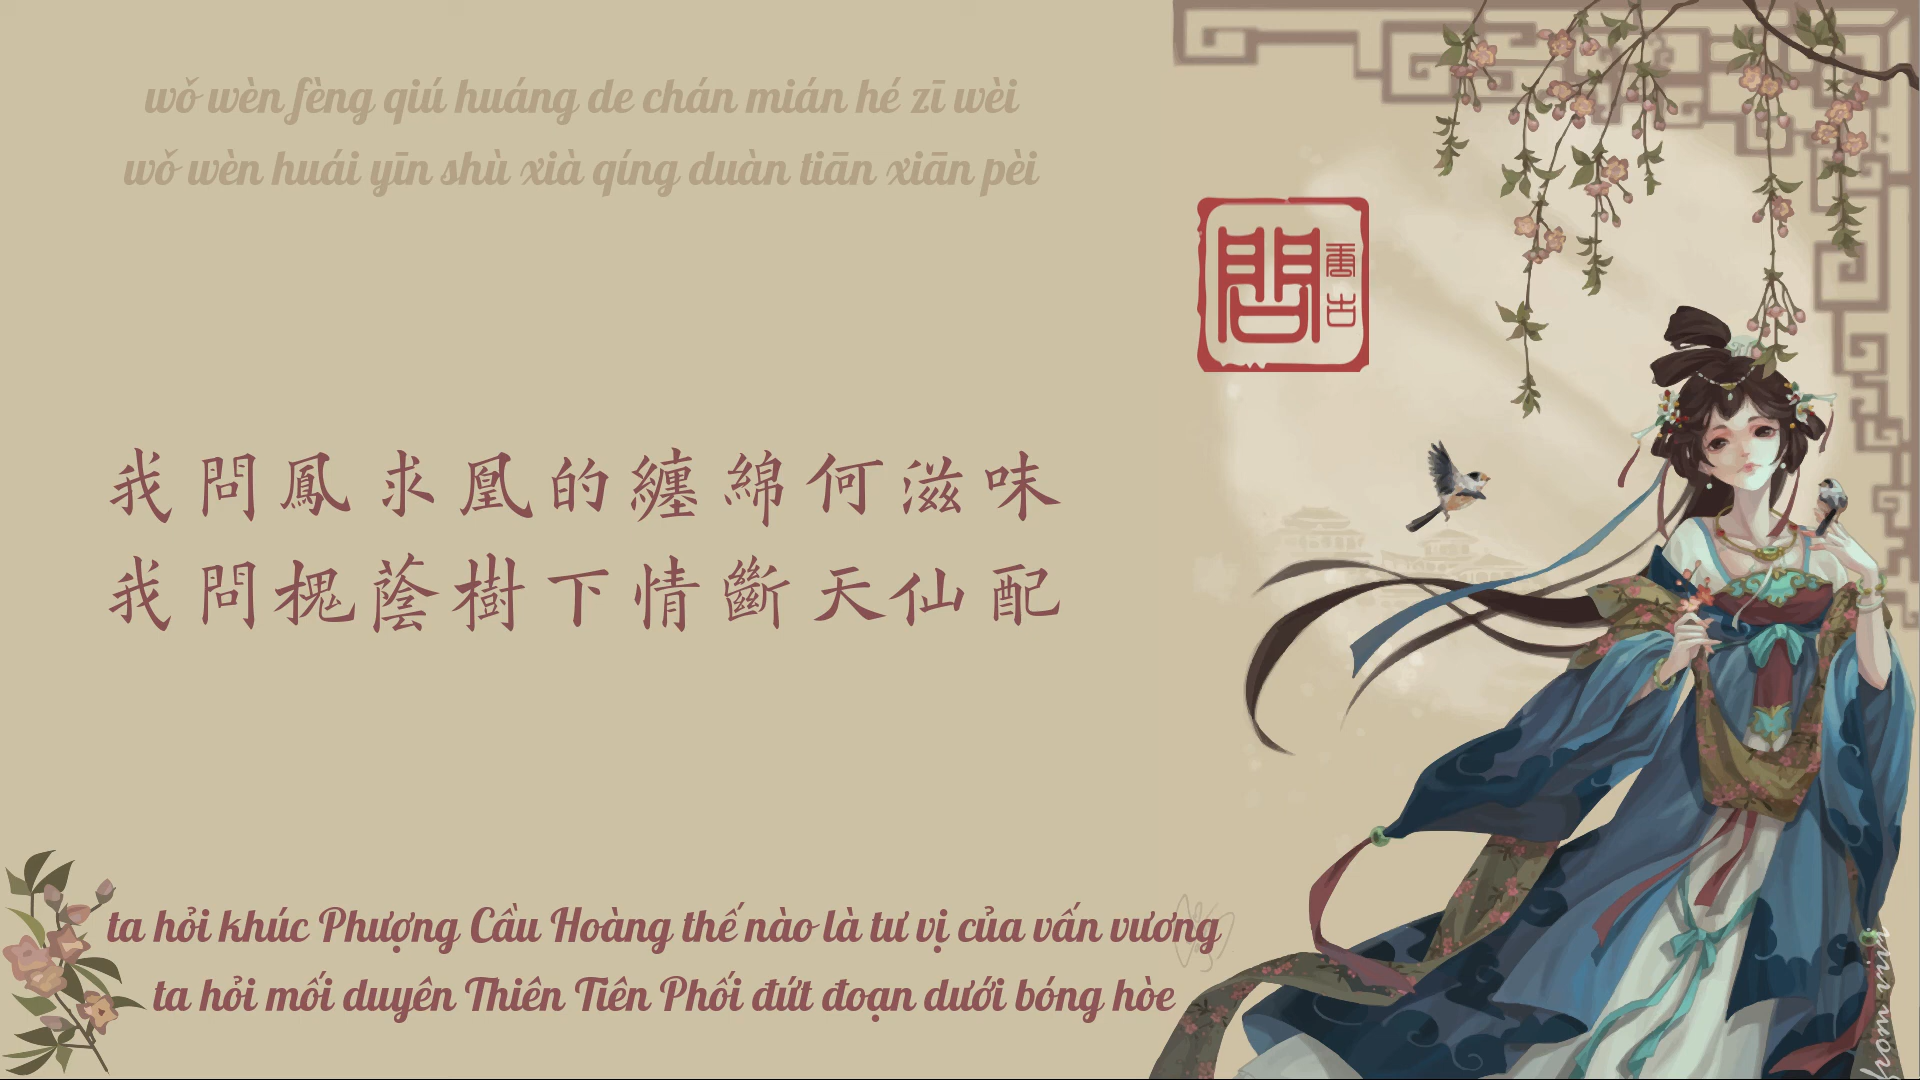 wǒ wèn fèng qiú huáng de chán mián hé zī wèi
wǒ wèn huái yīn shù xià qíng duàn tiān xiān pèi
問
我問鳳求凰的纏綿何滋味
我問槐蔭樹下情斷天仙配
ta hỏi khúc Phượng Cầu Hoàng thế nào là tư vị của vấn vương
ta hỏi mối duyên Thiên Tiên Phối đứt đoạn dưới bóng hòe